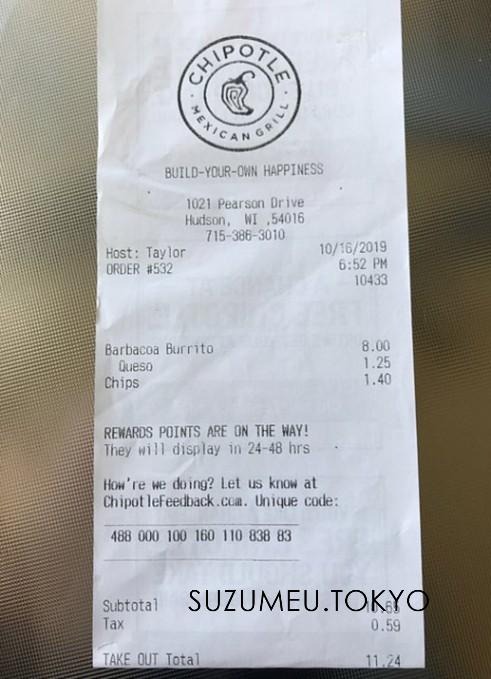 CHIPOTLE
MEXICAN GRILL
BUILD-YOUR-OWN HAPPINESS
1021 Pearson Drive
Hudson, WI ,54016
715-386-3010
Host: Taylor 10/16/2019
ORDER #532 6:52 PM
10433
Barbacoa Burrito 8.00
Queso 1.25
Chips 1.40
REWARDS POINTS ARE ON THE WAY!
They will display in 24-48 hrs
How're we doing? Let us know at
ChipotleFeedback.com. Unique code:
488 000 100 160 110 838 83
SUZUMEU.TOKYO
Subtotal 10.65
Tax 0.59
TAKE OUT Total 11.24